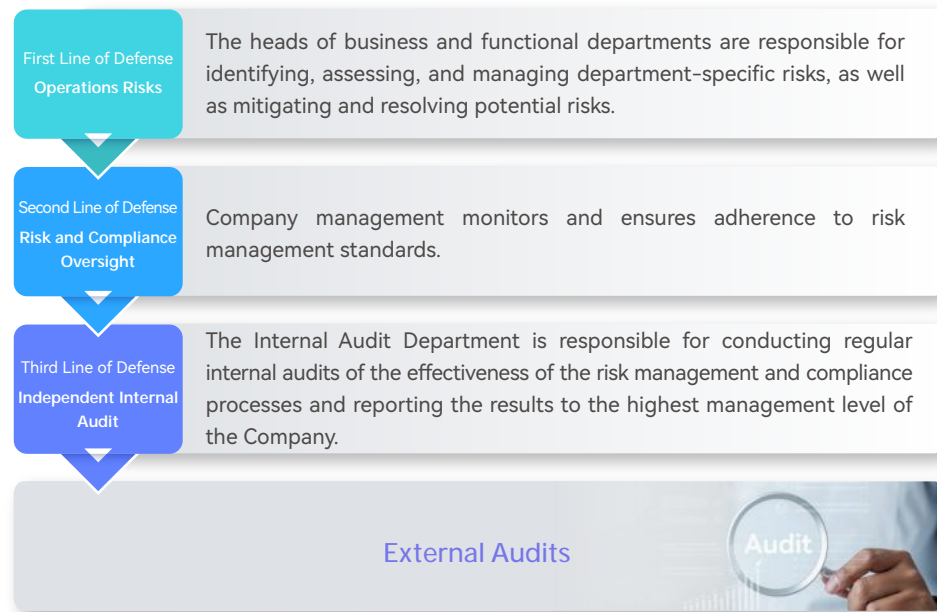 First Line of Defense
Operations Risks
The heads of business and functional departments are responsible for
identifying, assessing, and managing department-specific risks, as well
as mitigating and resolving potential risks.
Second Line of Defense
Risk and Compliance
Oversight
Company management monitors and ensures adherence to risk
management standards.
Third Line of Defense
Independent Internal
Audit
The Internal Audit Department is responsible for conducting regular
internal audits of the effectiveness of the risk management and compliance
processes and reporting the results to the highest management level of
the Company.
External Audits
Audit